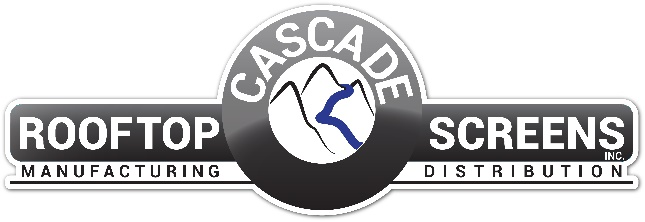 CASCADE
ROOFTOP SCREENS INC.
MANUFACTURING DISTRIBUTION